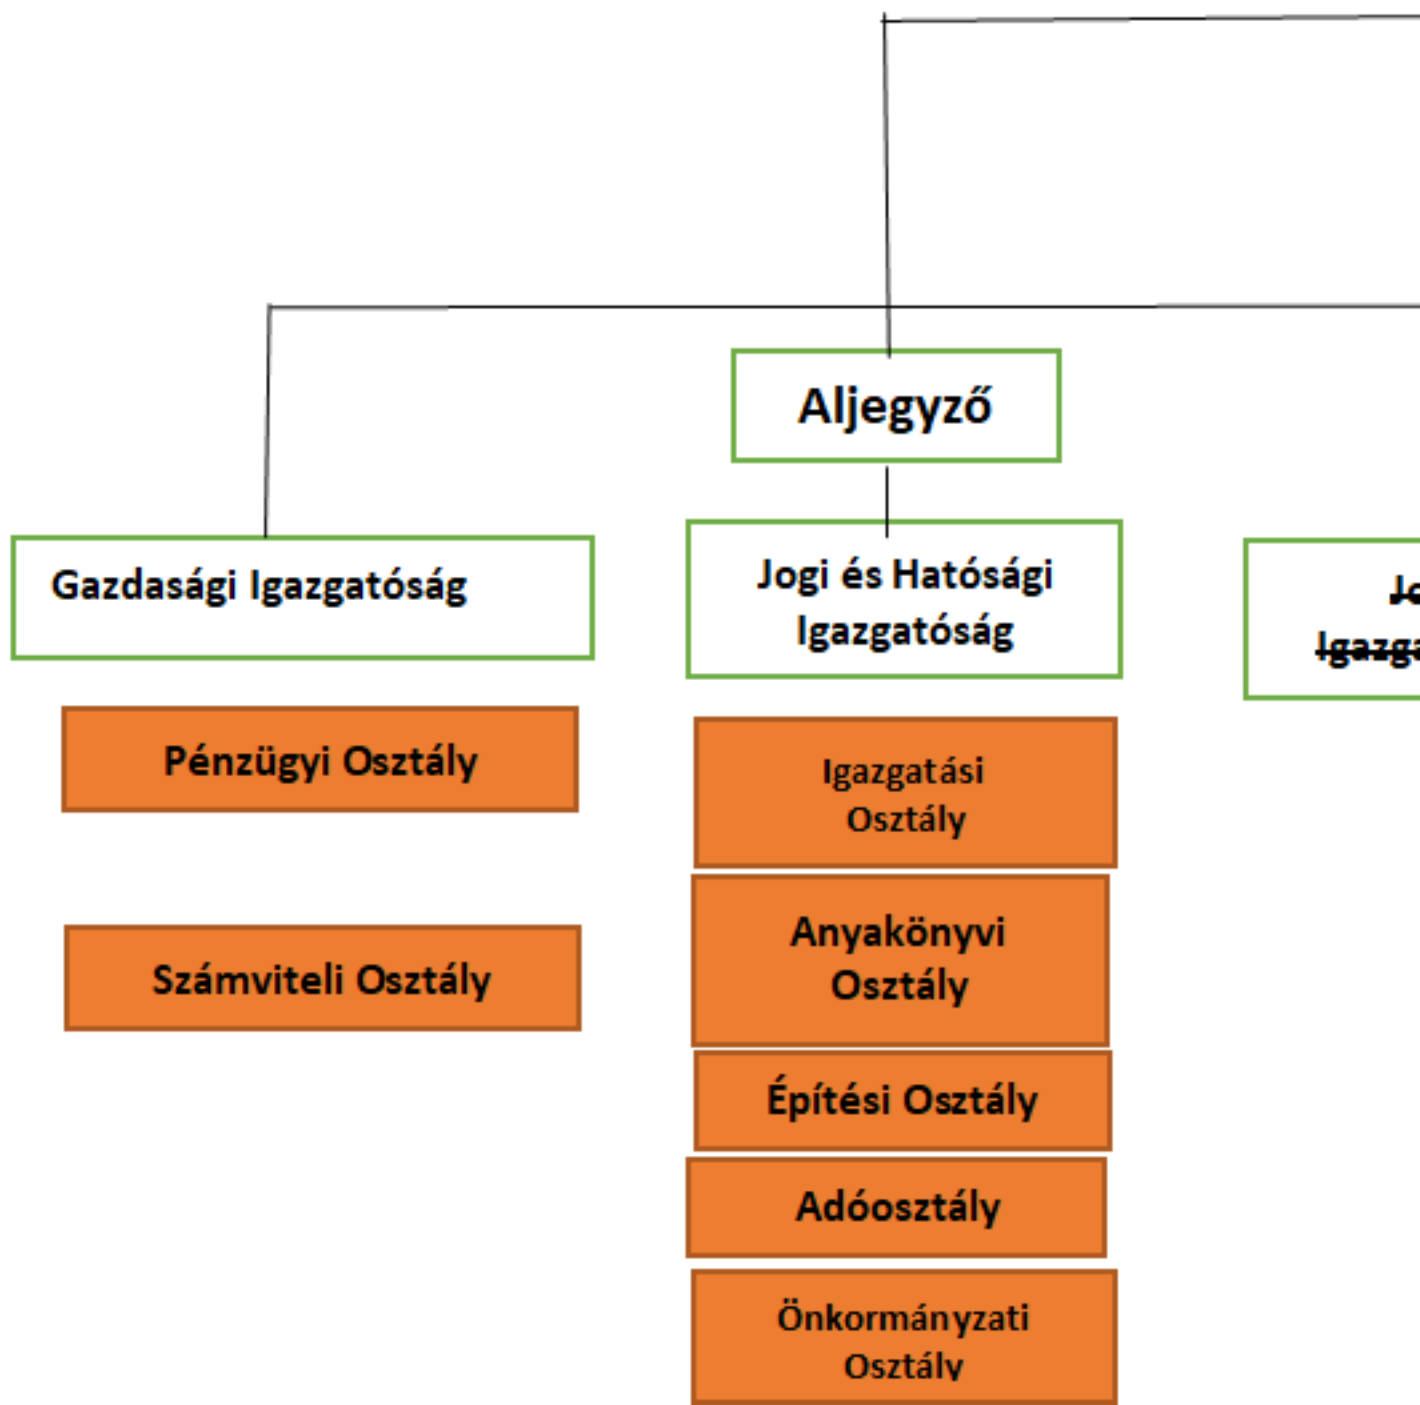 Aljegyző
Gazdasági Igazgatóság
Jogi és Hatósági
Igazgatóság
Pénzügyi Osztály
Számviteli Osztály
Igazgatási
Osztály
Anyakönyvi
Osztály
Építési Osztály
Adóosztály
Önkormányzati
Osztály